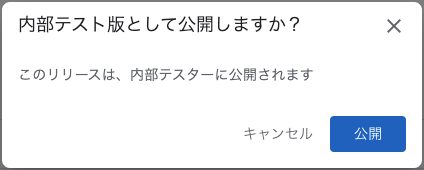 内部テスト版として公開しますか？
このリリースは、内部テスターに公開されます
キャンセル
公開